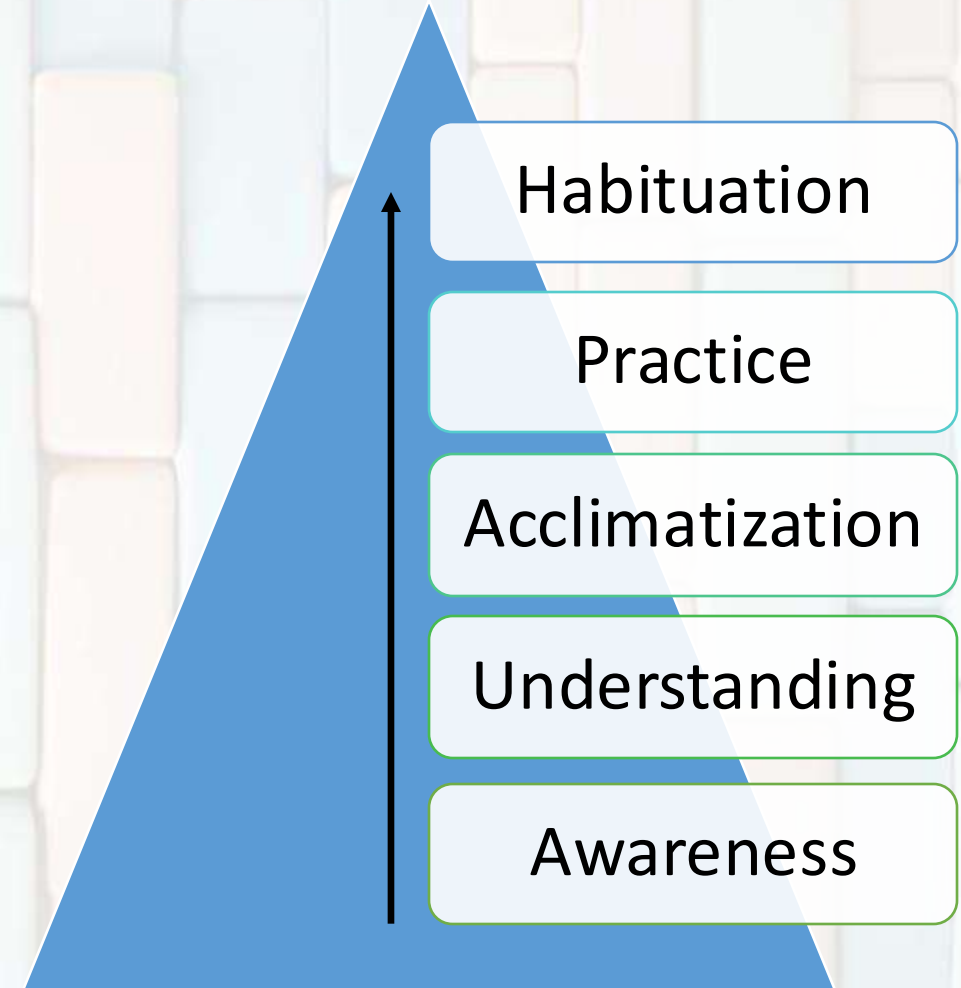 Habituation
Practice
Acclimatization
Understanding
Awareness